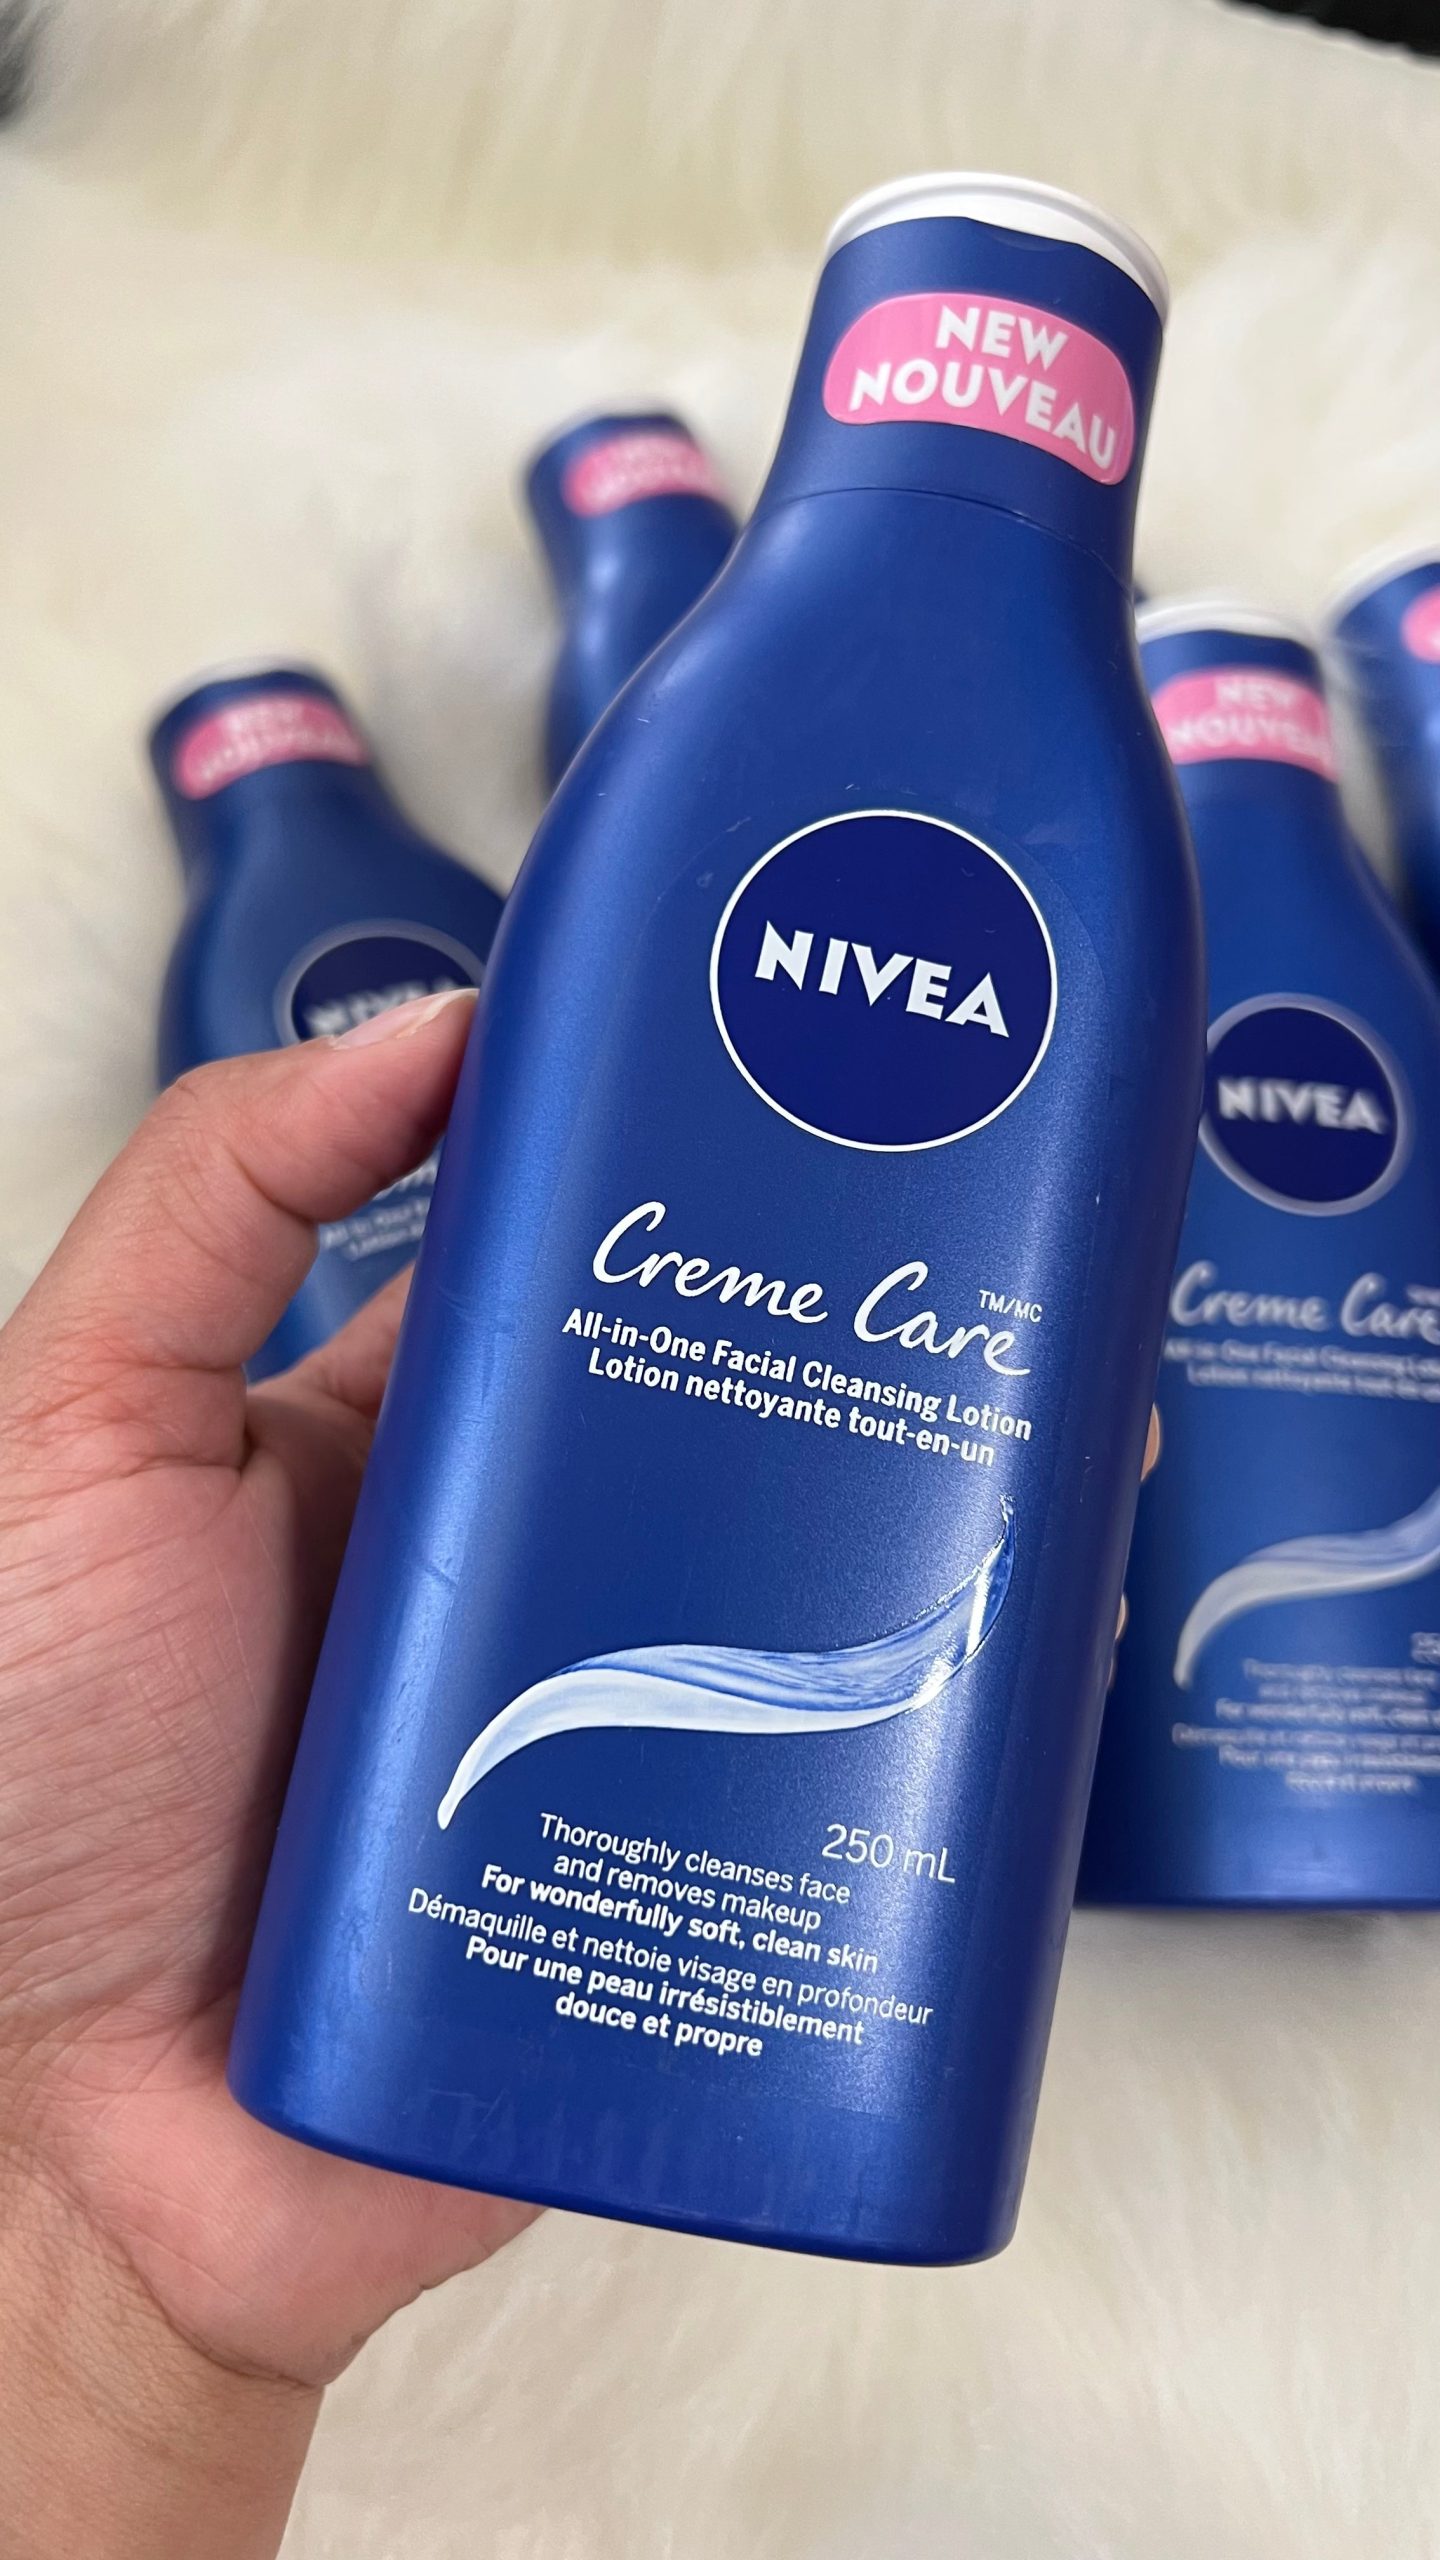 NEW
NOUVEAU
NIVEA
Creme Care TM/MC
All-in-One Facial Cleansing Lotion
Lotion nettoyante tout-en-un
250 mL
Thoroughly cleanses face
and removes makeup
For wonderfully soft, clean skin
Démaquille et nettoie visage en profondeur
Pour une peau irrésistiblement
douce et propre
NEW
NOUVEAU
NIVEA
Creme Care
NIVEA